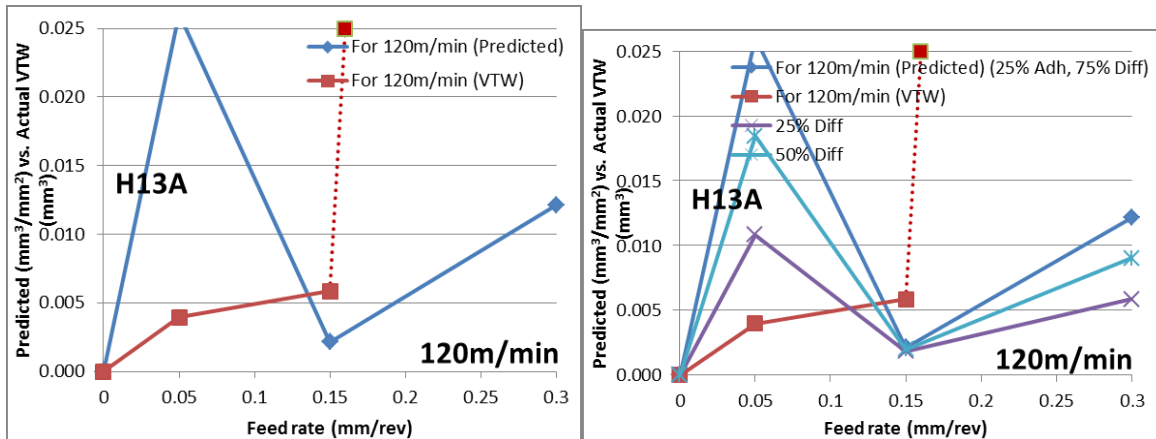 0.025
0.020
0.015
0.010
0.005
0.000
Predicted (mm³/mm²) vs. Actual VTW
(mm³)
For 120m/min (Predicted)
For 120m/min (VTW)
H13A
120m/min
0 0.05 0.1 0.15 0.2 0.25 0.3
Feed rate (mm/rev)
0.025
0.020
0.015
0.010
0.005
0.000
Predicted (mm³/mm²) vs. Actual VTW
(mm³)
For 120m/min (Predicted) (25% Adh, 75% Diff)
For 120m/min (VTW)
25% Diff
50% Diff
H13A
120m/min
0 0.05 0.1 0.15 0.2 0.25 0.3
Feed rate (mm/rev)